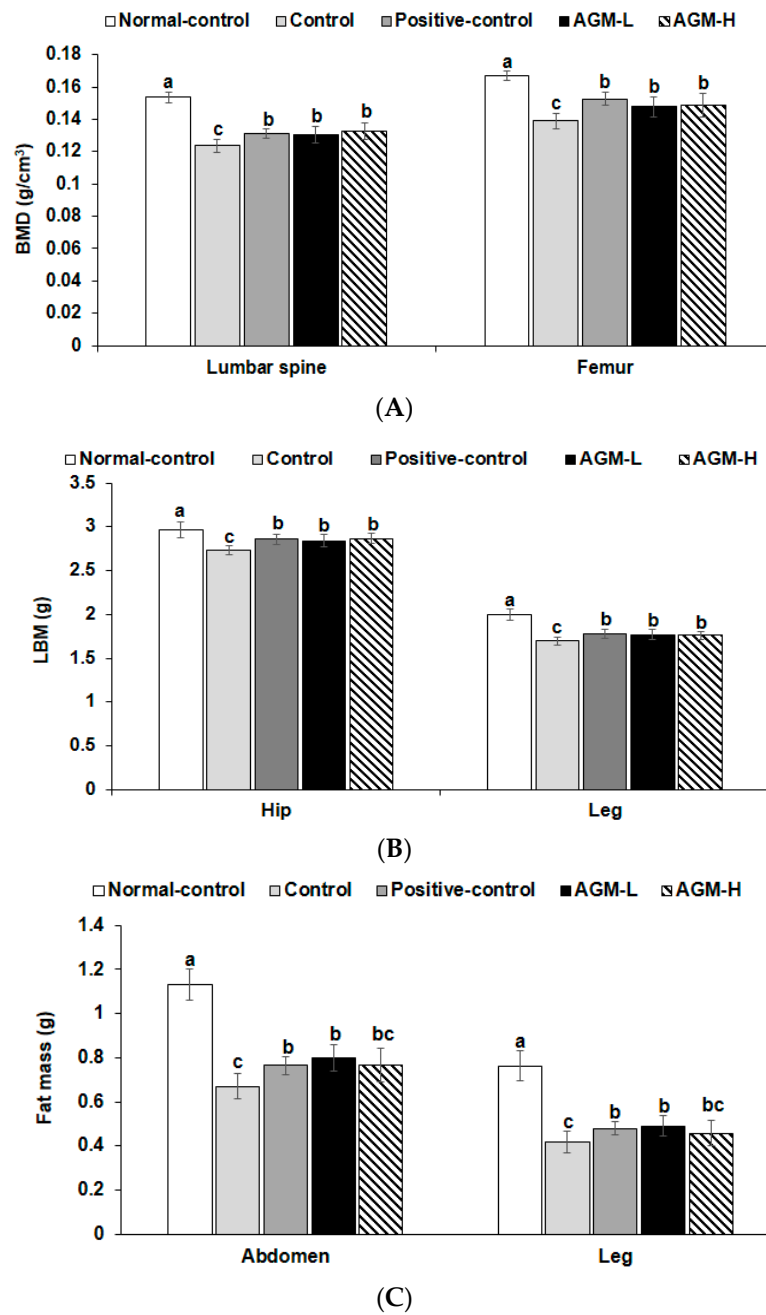 Normal-control Control Positive-control AGM-L AGM-H
0.18
0.16
0.14
0.12
0.1
0.08
0.06
0.04
0.02
0
BMD (g/cm³)
a c b b b
a c b b b
Lumbar spine Femur
(A)
Normal-control Control Positive-control AGM-L AGM-H
3.5
3
2.5
2
1.5
1
0.5
0
LBM (g)
a c b b b
a c b b b
Hip Leg
(B)
Normal-control Control Positive-control AGM-L AGM-H
1.4
1.2
1
0.8
0.6
0.4
0.2
0
Fat mass (g)
a c b b bc
a c b b bc
Abdomen Leg
(C)